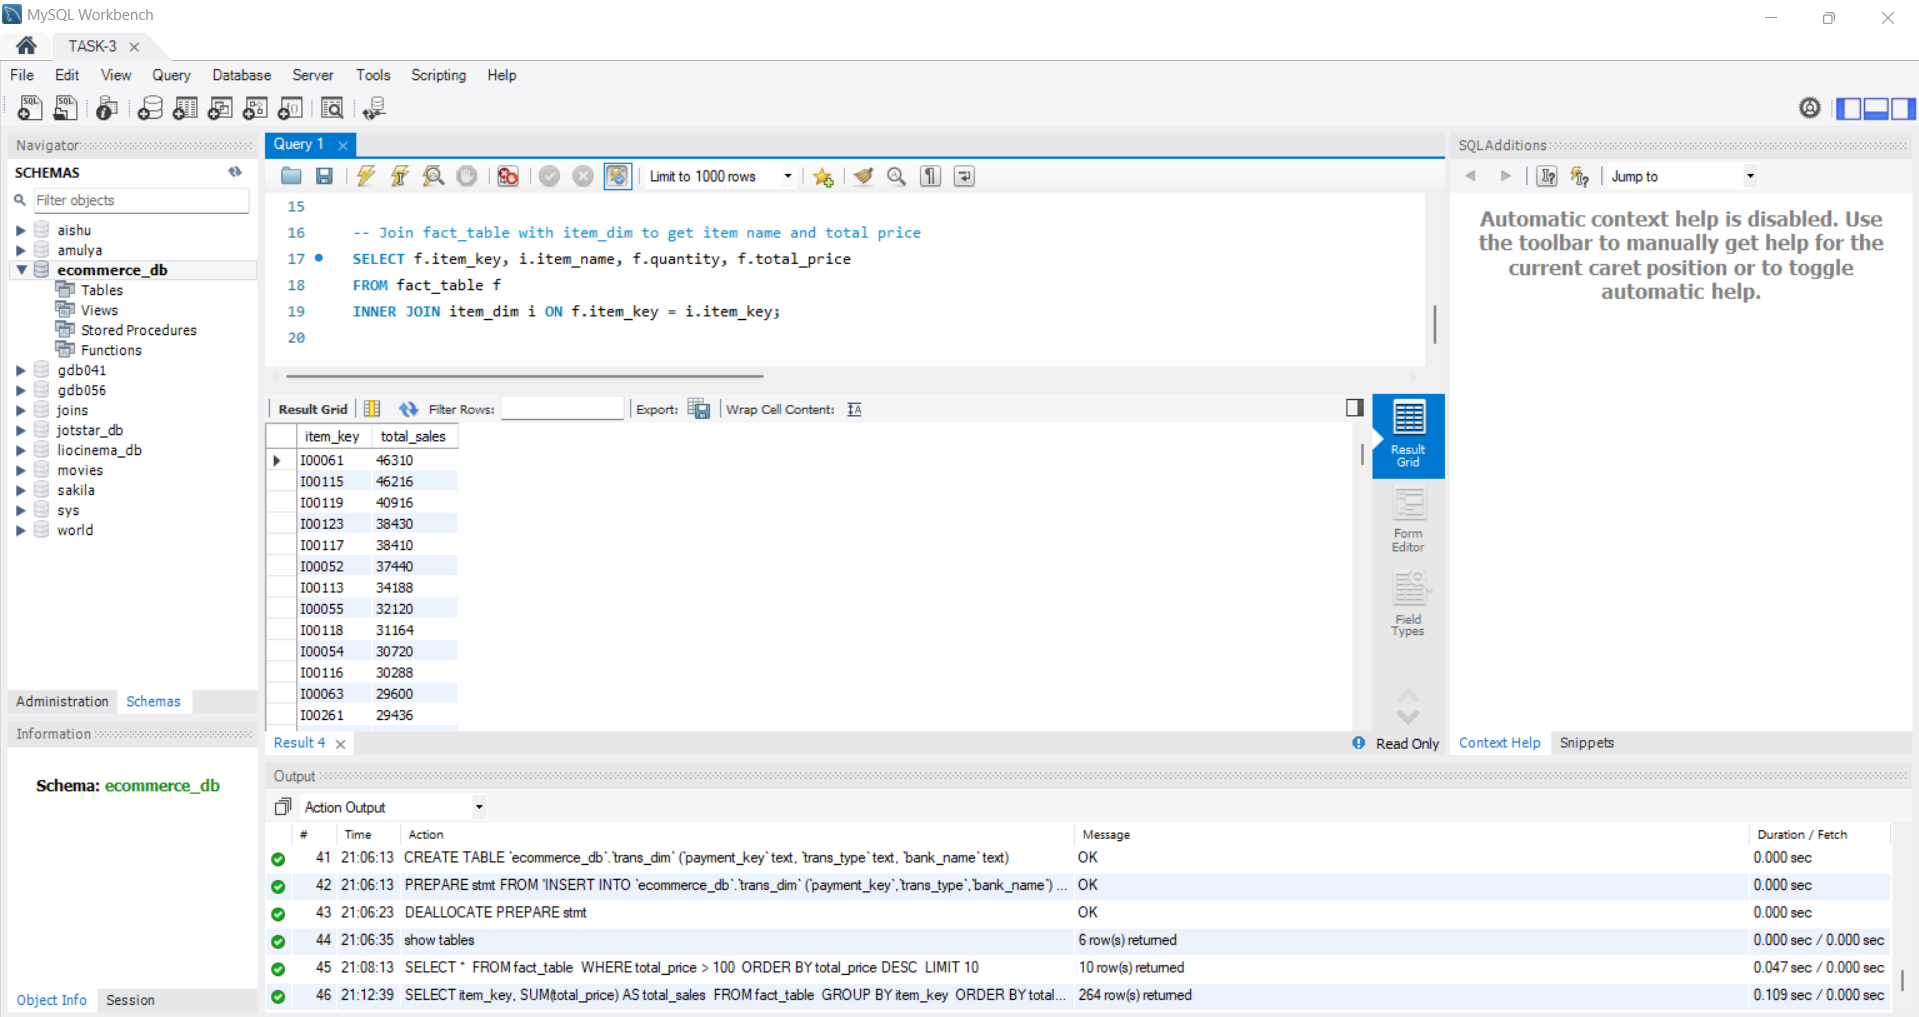 MySQL Workbench
TASK-3
File Edit View Query Database Server Tools Scripting Help
Navigator
SCHEMAS
Filter objects
aishu
amulya
ecommerce_db
Tables
Views
Stored Procedures
Functions
gdb041
gdb056
joins
jotstar_db
liocinema_db
movies
sakila
sys
world
Administration Schemas
Information
Schema: ecommerce_db
Object Info Session
Query 1
Limit to 1000 rows
15
16 -- Join fact_table with item_dim to get item name and total price
17 SELECT f.item_key, i.item_name, f.quantity, f.total_price
18 FROM fact_table f
19 INNER JOIN item_dim i ON f.item_key = i.item_key;
20
Result Grid Filter Rows: Export: Wrap Cell Content:
item_key total_sales
I00061 46310
I00115 46216
I00119 40916
I00123 38430
I00117 38410
I00052 37440
I00113 34188
I00055 32120
I00118 31164
I00054 30720
I00116 30288
I00063 29600
I00261 29436
Result Grid
Form Editor
Field Types
Result 4
Read Only
SQLAdditions
Jump to
Automatic context help is disabled. Use
the toolbar to manually get help for the
current caret position or to toggle
automatic help.
Context Help Snippets
Output
Action Output
# Time Action Message Duration / Fetch
41 21:06:13 CREATE TABLE `ecommerce_db`.`trans_dim` (`payment_key` text, `trans_type` text, `bank_name` text) OK 0.000 sec
42 21:06:13 PREPARE stmt FROM 'INSERT INTO `ecommerce_db`.`trans_dim` (`payment_key`,`trans_type`,`bank_name`) ... OK 0.000 sec
43 21:06:23 DEALLOCATE PREPARE stmt OK 0.000 sec
44 21:06:35 show tables 6 row(s) returned 0.000 sec / 0.000 sec
45 21:08:13 SELECT * FROM fact_table WHERE total_price > 100 ORDER BY total_price DESC LIMIT 10 10 row(s) returned 0.047 sec / 0.000 sec
46 21:12:39 SELECT item_key, SUM(total_price) AS total_sales FROM fact_table GROUP BY item_key ORDER BY total... 264 row(s) returned 0.109 sec / 0.000 sec